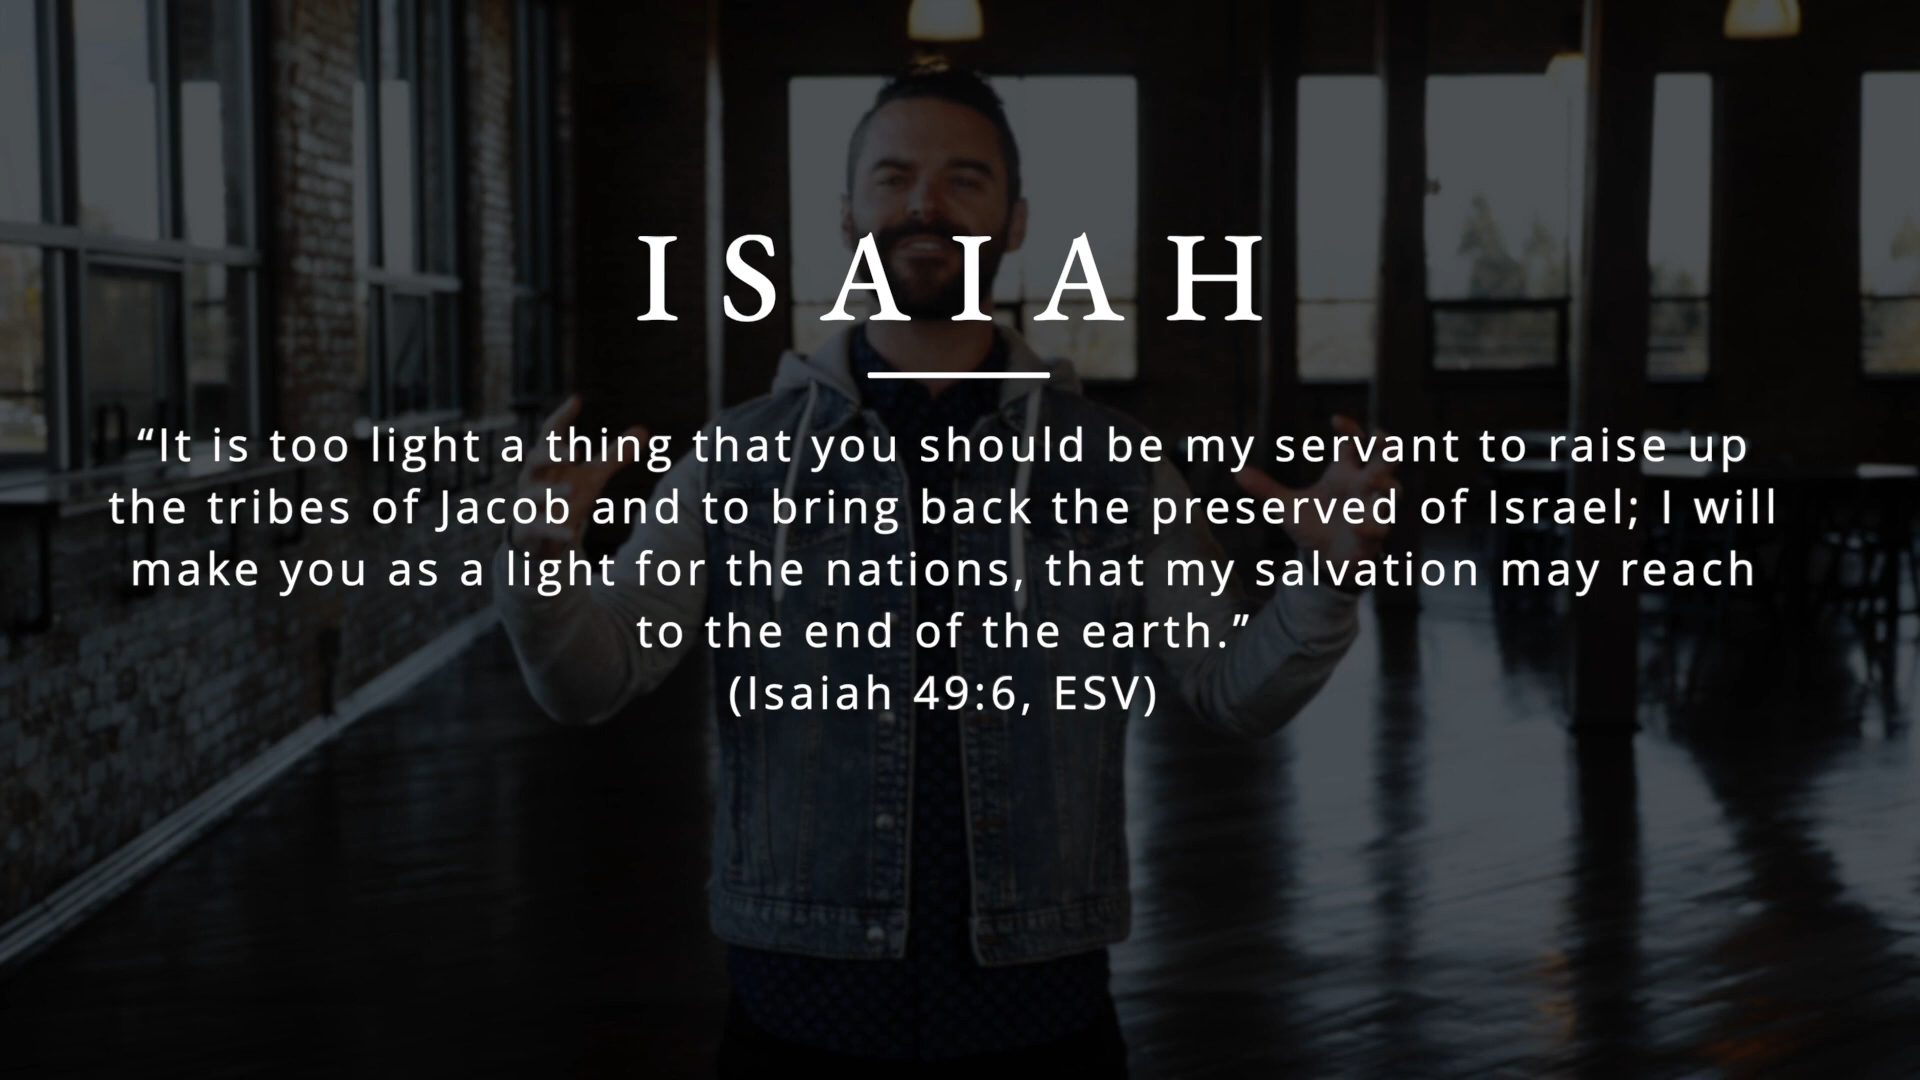 ISAIAH
“It is too light a thing that you should be my servant to raise up
the tribes of Jacob and to bring back the preserved of Israel; I will
make you as a light for the nations, that my salvation may reach
to the end of the earth.”
(Isaiah 49:6, ESV)